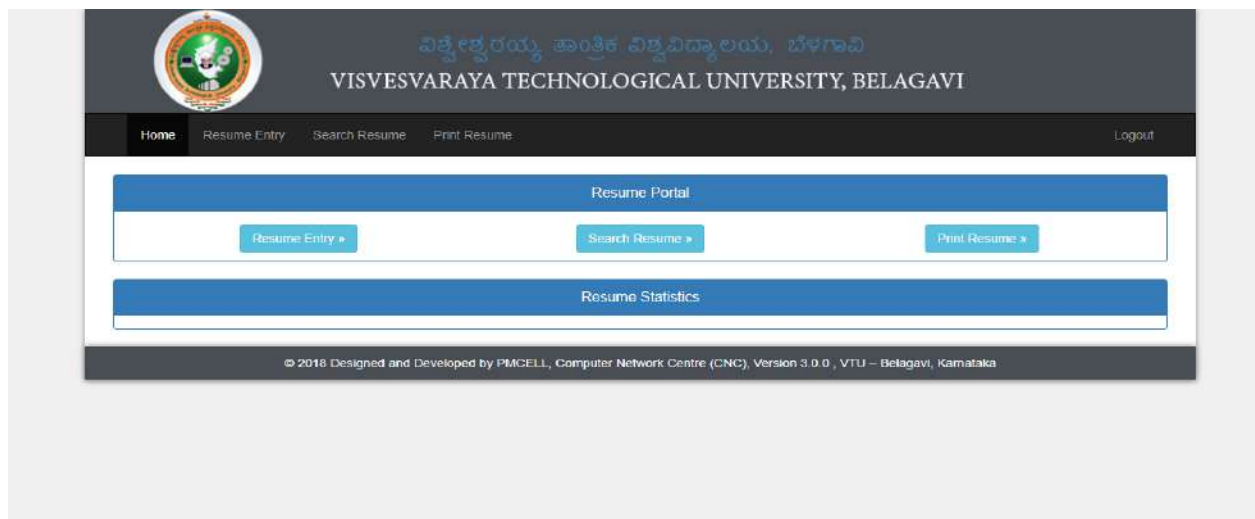 ವಿಶ್ವೇಶ್ವರಯ್ಯ ತಾಂತ್ರಿಕ ವಿಶ್ವವಿದ್ಯಾಲಯ, ಬೆಳಗಾವಿ
VISVESVARAYA TECHNOLOGICAL UNIVERSITY, BELAGAVI
Home Resume Entry Search Resume Print Resume Logout
Resume Portal
Resume Entry » Search Resume » Print Resume »
Resume Statistics
© 2018 Designed and Developed by PMCELL, Computer Network Centre (CNC), Version 3.0.0 , VTU – Belagavi, Karnataka